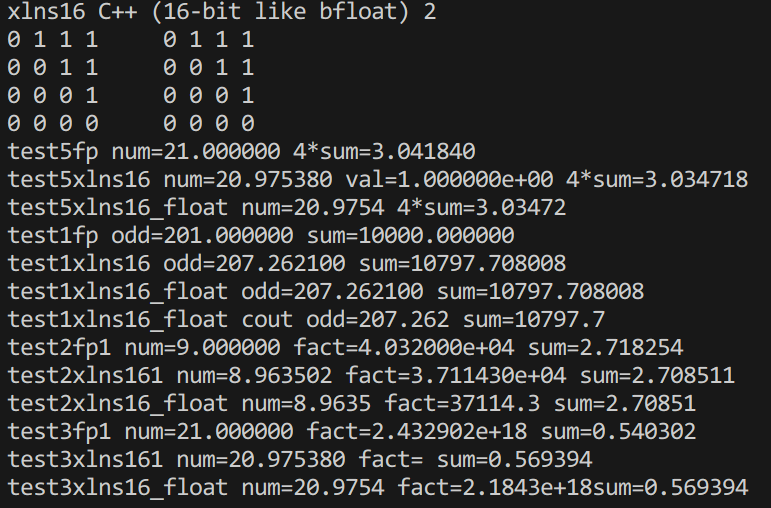 xlns16 C++ (16-bit like bfloat) 2
0 1 1 1     0 1 1 1
0 0 1 1     0 0 1 1
0 0 0 1     0 0 0 1
0 0 0 0     0 0 0 0
test5fp num=21.000000 4*sum=3.041840
test5xlns16 num=20.975380 val=1.000000e+00 4*sum=3.034718
test5xlns16_float num=20.9754 4*sum=3.03472
test1fp odd=201.000000 sum=10000.000000
test1xlns16 odd=207.262100 sum=10797.708008
test1xlns16_float odd=207.262100 sum=10797.708008
test1xlns16_float cout odd=207.262 sum=10797.7
test2fp1 num=9.000000 fact=4.032000e+04 sum=2.718254
test2xlns161 num=8.963502 fact=3.711430e+04 sum=2.708511
test2xlns16_float num=8.9635 fact=37114.3 sum=2.70851
test3fp1 num=21.000000 fact=2.432902e+18 sum=0.540302
test3xlns161 num=20.975380 fact= sum=0.569394
test3xlns16_float num=20.9754 fact=2.1843e+18sum=0.569394